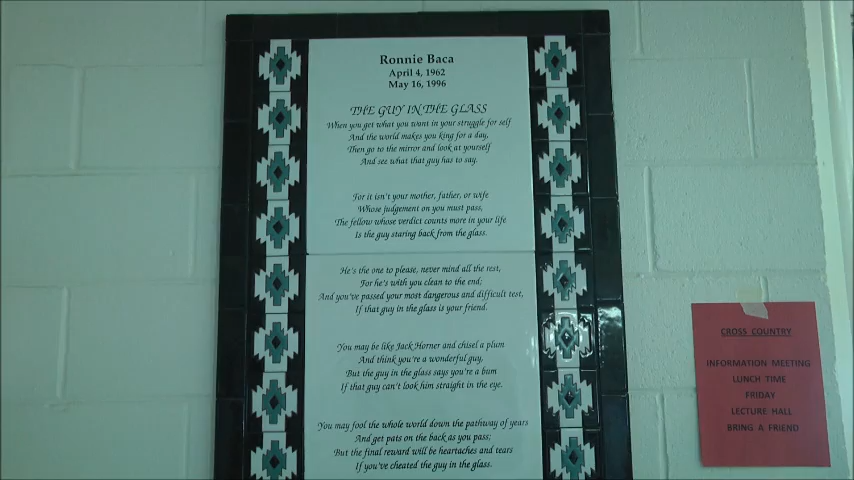 Ronnie Baca
April 4, 1962
May 16, 1996
THE GUY IN THE GLASS
When you get what you want in your struggle for self
And the world makes you king for a day,
Then go to the mirror and look at yourself
And see what that guy has to say.
For it isn't your mother, father, or wife
Whose judgement on you must pass,
The fellow whose verdict counts more in your life
Is the guy staring back from the glass.
He's the one to please, never mind all the rest,
For he's with you clean to the end;
And you've passed your most dangerous and difficult test,
If that guy in the glass is your friend.
You may be like Jack Horner and chisel a plum
And think you're a wonderful guy,
But the guy in the glass says you're a bum
If that guy can't look him straight in the eye.
You may fool the whole world down the pathway of years
And get pats on the back as you pass;
But the final reward will be heartaches and tears
If you've cheated the guy in the glass.
CROSS COUNTRY
INFORMATION MEETING
LUNCH TIME
FRIDAY
LECTURE HALL
BRING A FRIEND